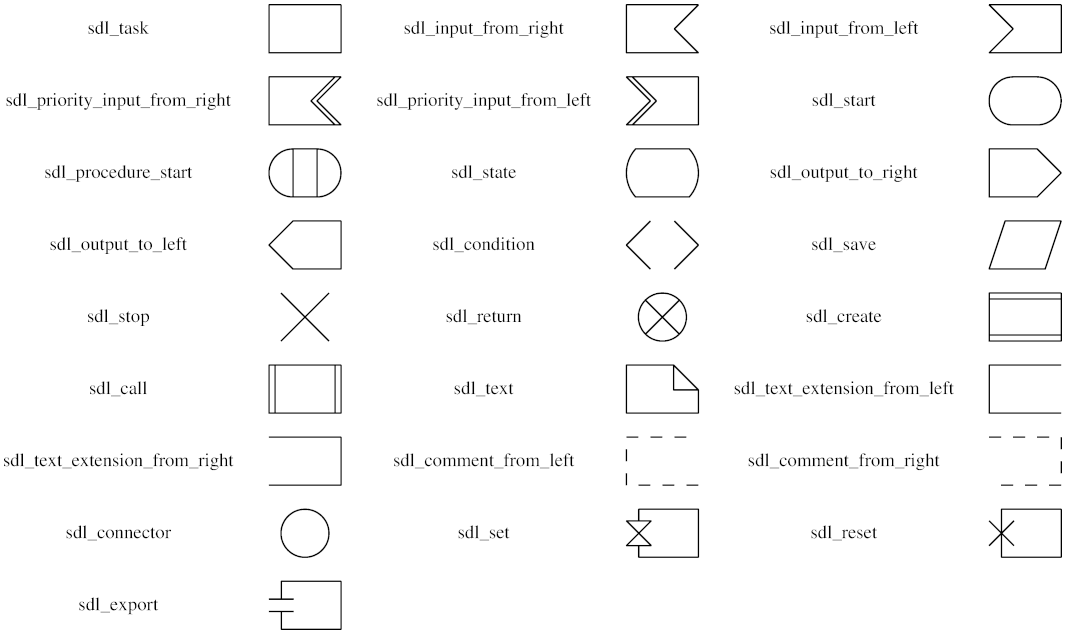 sdl_task
sdl_input_from_right
sdl_input_from_left
sdl_priority_input_from_right
sdl_priority_input_from_left
sdl_start
sdl_procedure_start
sdl_state
sdl_output_to_right
sdl_output_to_left
sdl_condition
sdl_save
sdl_stop
sdl_return
sdl_create
sdl_call
sdl_text
sdl_text_extension_from_left
sdl_text_extension_from_right
sdl_comment_from_left
sdl_comment_from_right
sdl_connector
sdl_set
sdl_reset
sdl_export